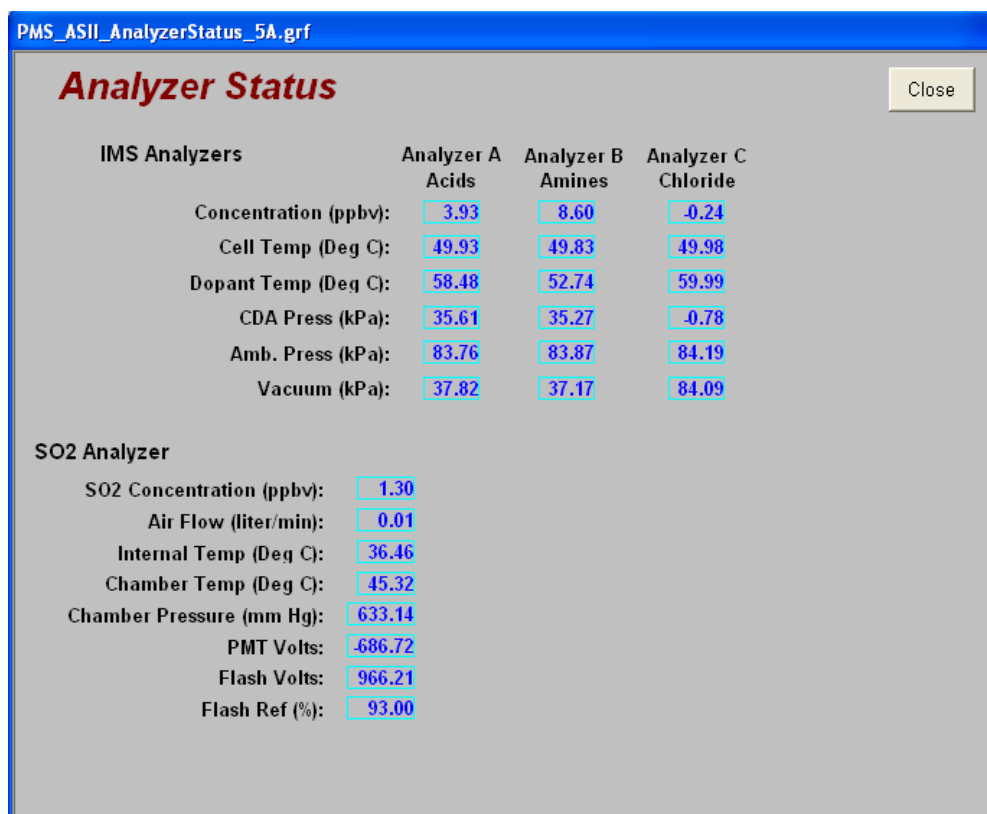 PMS_ASII_AnalyzerStatus_5A.grf
Analyzer Status
Close
IMS Analyzers Analyzer A Analyzer B Analyzer C
Acids Amines Chloride
Concentration (ppbv): 3.93 8.60 -0.24
Cell Temp (Deg C): 49.93 49.83 49.98
Dopant Temp (Deg C): 58.48 52.74 59.99
CDA Press (kPa): 35.61 35.27 -0.78
Amb. Press (kPa): 83.76 83.87 84.19
Vacuum (kPa): 37.82 37.17 84.09
SO2 Analyzer
SO2 Concentration (ppbv): 1.30
Air Flow (liter/min): 0.01
Internal Temp (Deg C): 36.46
Chamber Temp (Deg C): 45.32
Chamber Pressure (mm Hg): 633.14
PMT Volts: -686.72
Flash Volts: 966.21
Flash Ref (%): 93.00